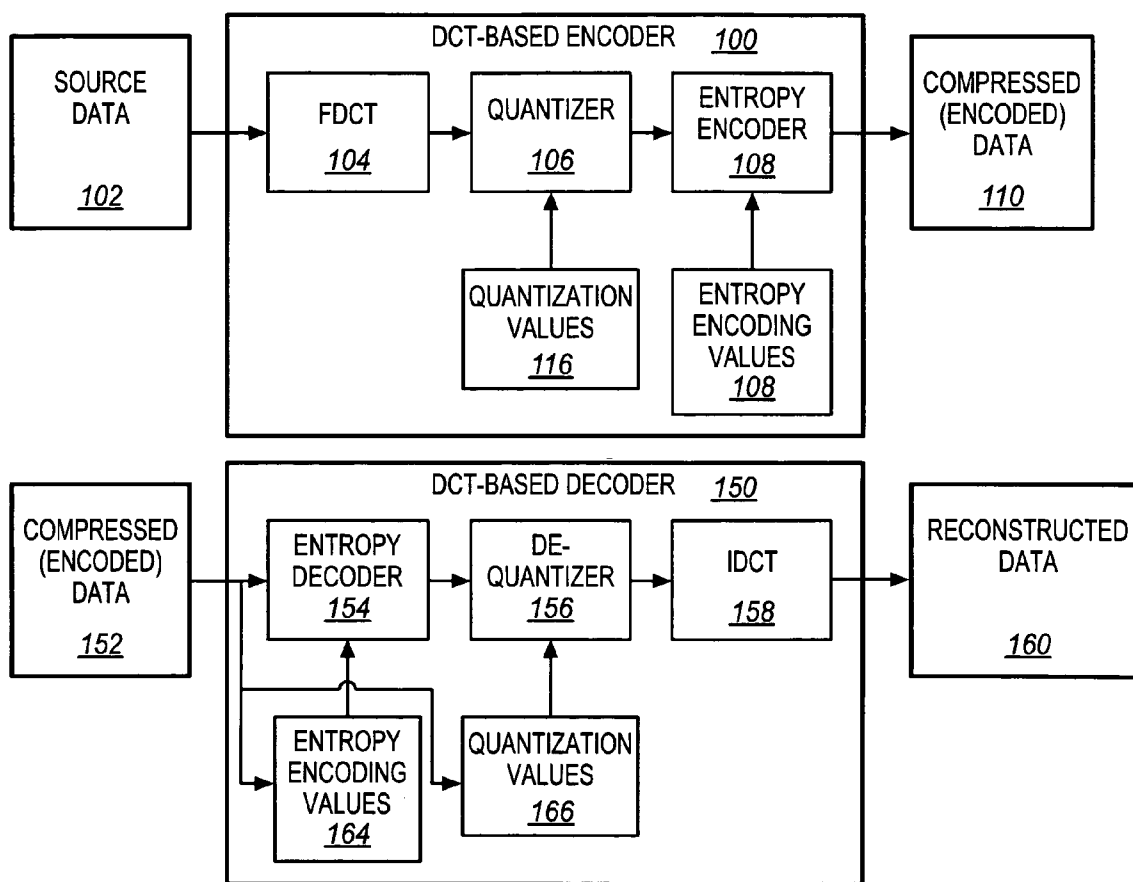 SOURCE
DATA
102
DCT-BASED ENCODER 100
FDCT
104
QUANTIZER
106
ENTROPY
ENCODER
108
COMPRESSED
(ENCODED)
DATA
110
QUANTIZATION
VALUES
116
ENTROPY
ENCODING
VALUES
108
COMPRESSED
(ENCODED)
DATA
152
DCT-BASED DECODER 150
ENTROPY
DECODER
154
DE-
QUANTIZER
156
IDCT
158
RECONSTRUCTED
DATA
160
ENTROPY
ENCODING
VALUES
164
QUANTIZATION
VALUES
166